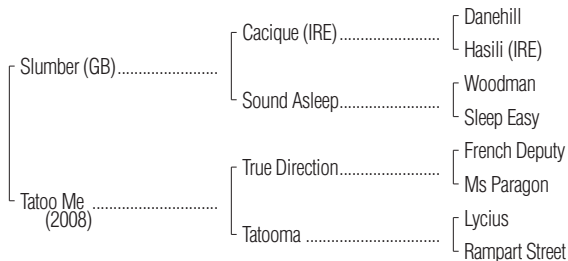 Danehill
Cacique (IRE)....................
Hasili (IRE)
Slumber (GB)....................
Woodman
Sound Asleep....................
Sleep Easy
French Deputy
True Direction....................
Ms Paragon
Tatoo Me ....................
(2008)
Lycius
Tatooma ....................
Rampart Street